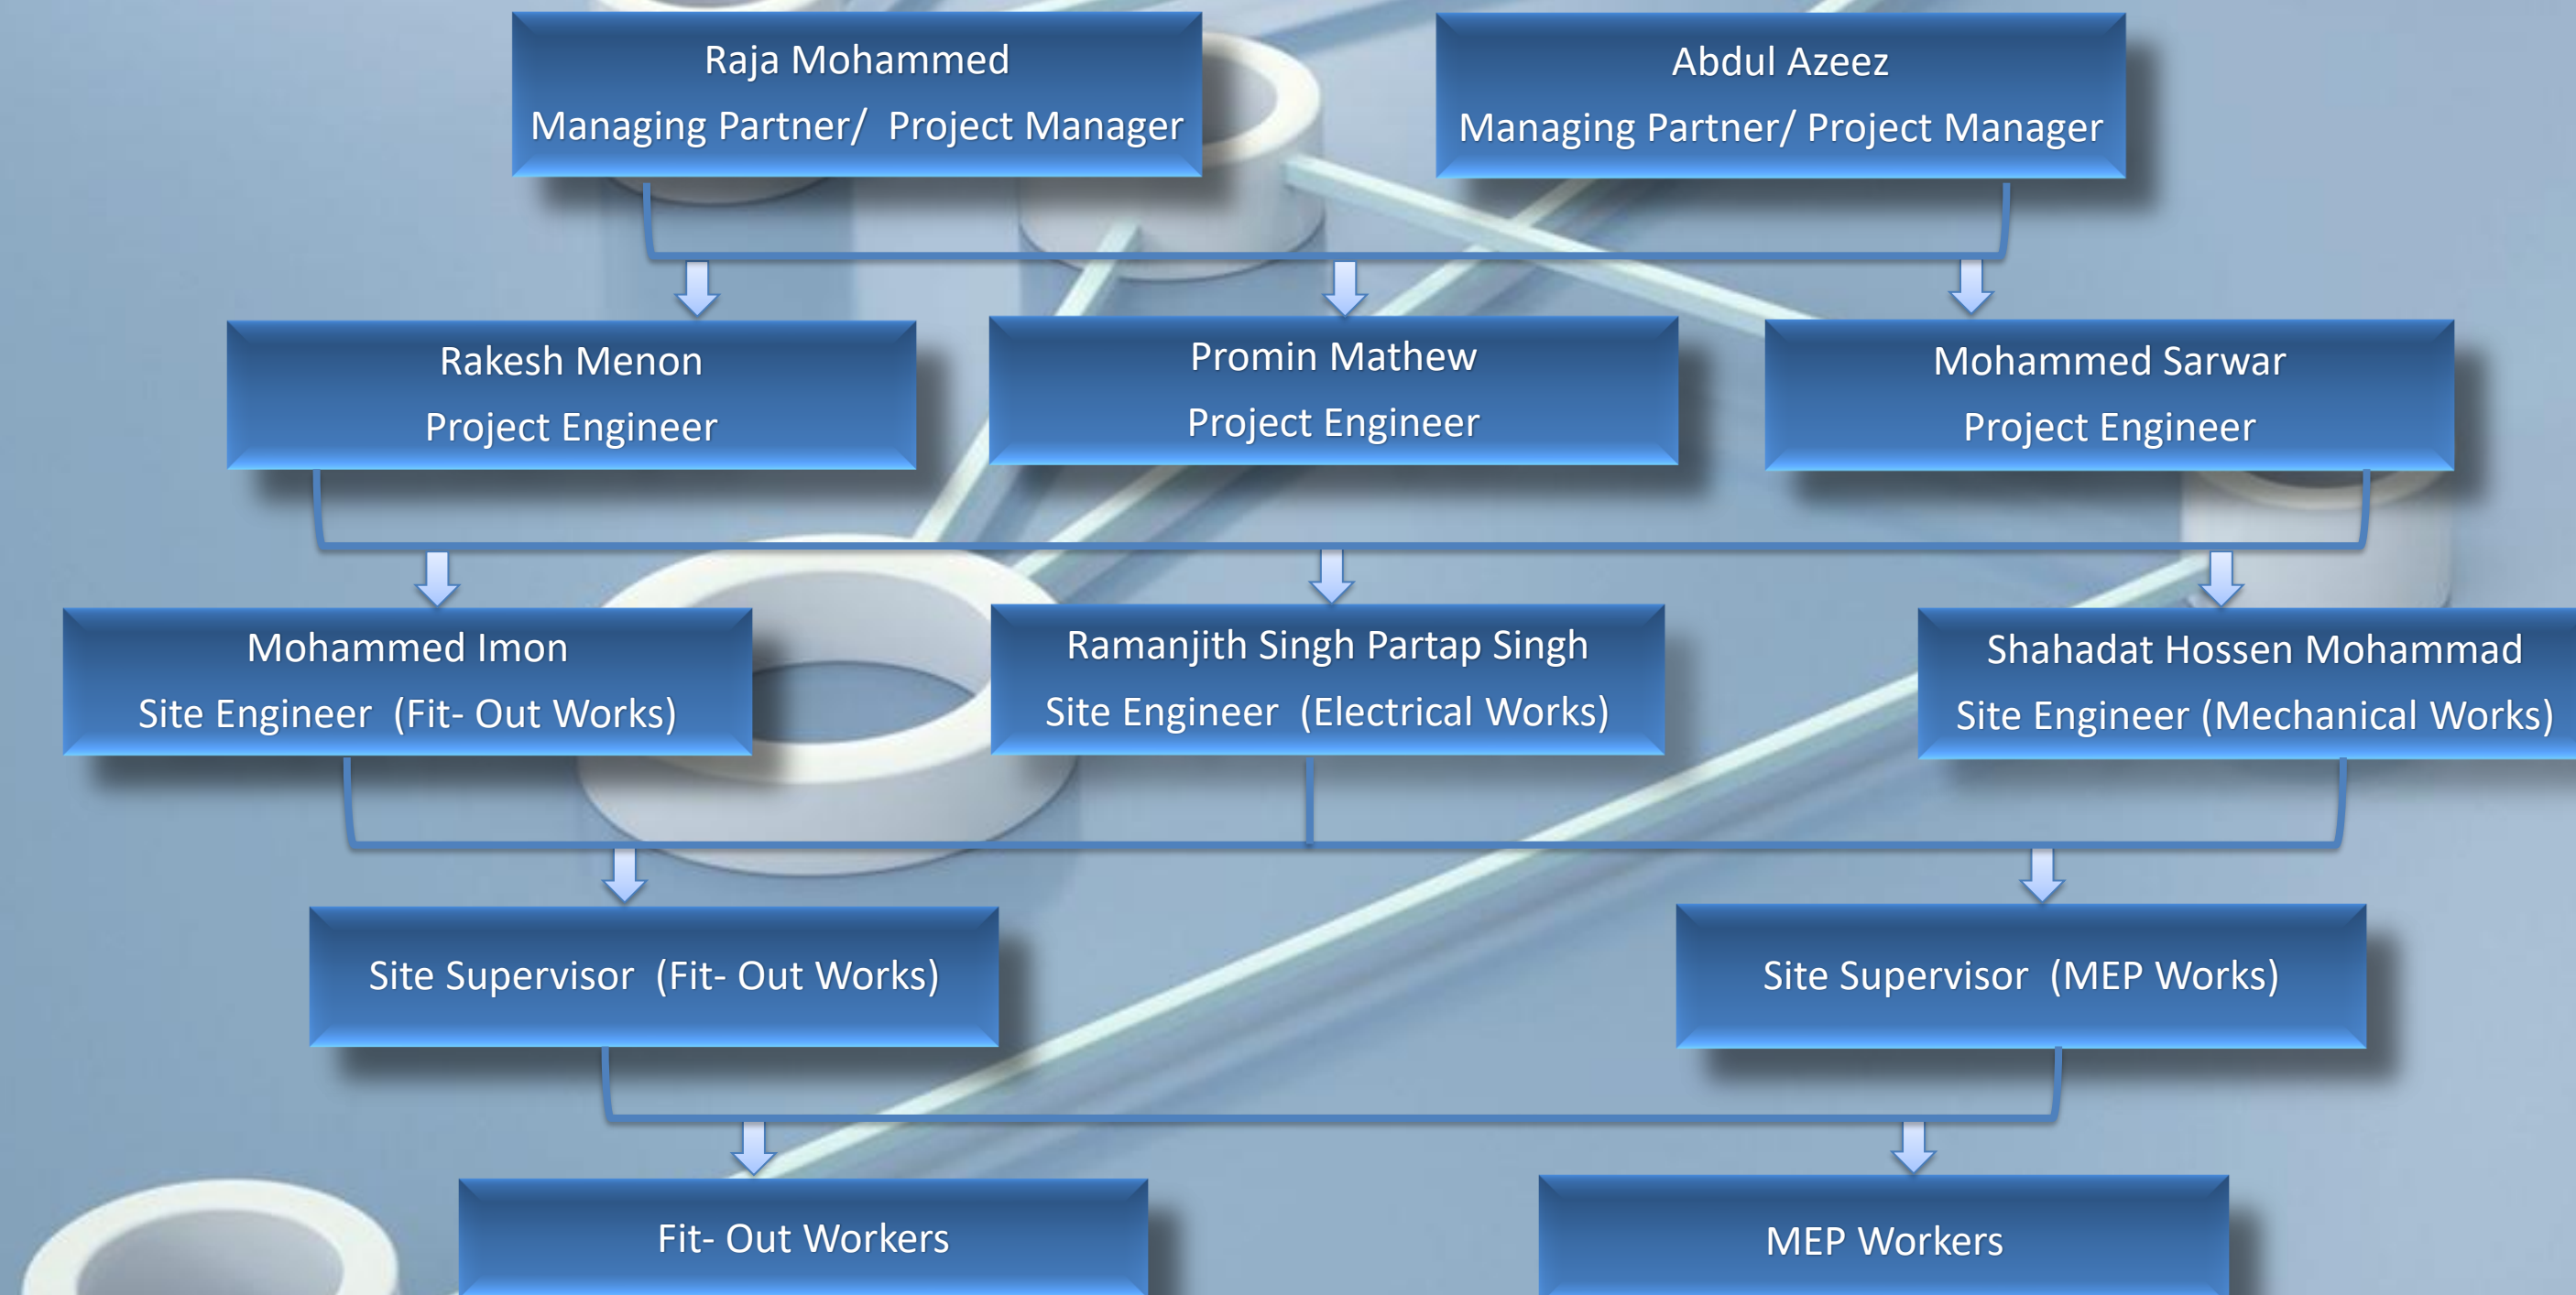 Raja Mohammed
Managing Partner/  Project Manager
Abdul Azeez
Managing Partner/ Project Manager
Rakesh Menon
Project Engineer
Promin Mathew
Project Engineer
Mohammed Sarwar
Project Engineer
Mohammed Imon
Site Engineer  (Fit- Out Works)
Ramanjith Singh Partap Singh
Site Engineer  (Electrical Works)
Shahadat Hossen Mohammad
Site Engineer (Mechanical Works)
Site Supervisor  (Fit- Out Works)
Site Supervisor  (MEP Works)
Fit- Out Workers
MEP Workers